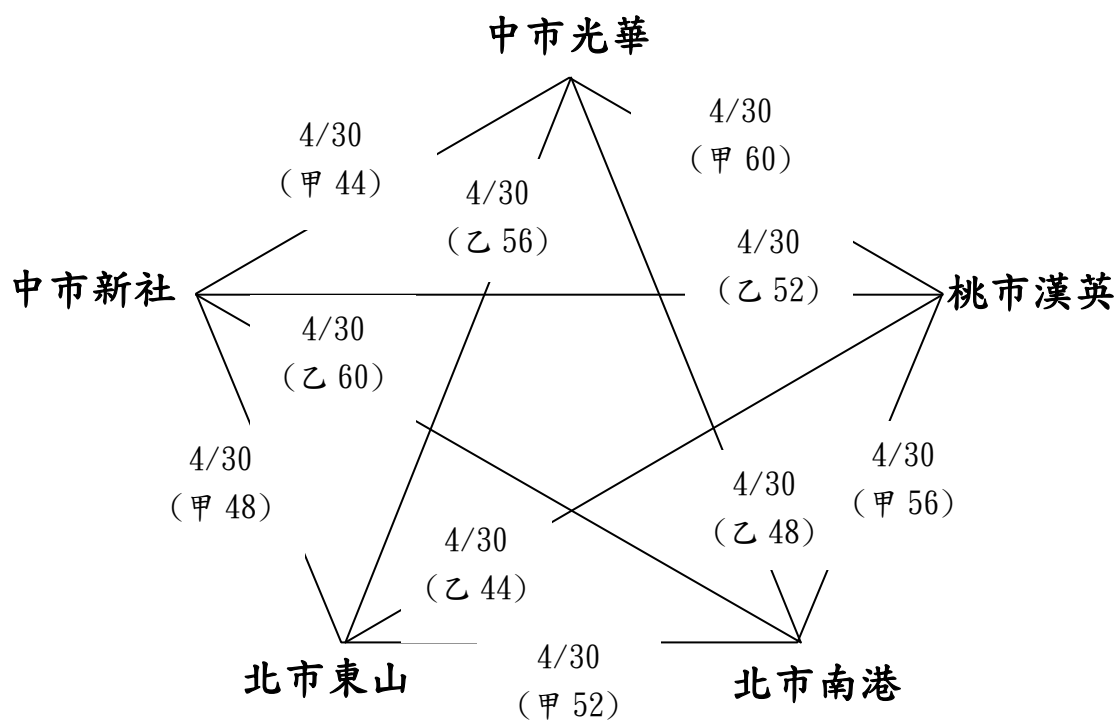 中市光華
4/30
(甲 60)
4/30
(甲 44)
4/30
(乙 56)
4/30
(乙 52)
中市新社
桃市漢英
4/30
(乙 60)
4/30
(甲 48)
4/30
(甲 56)
4/30
(乙 48)
4/30
(乙 44)
北市東山
4/30
(甲 52)
北市南港